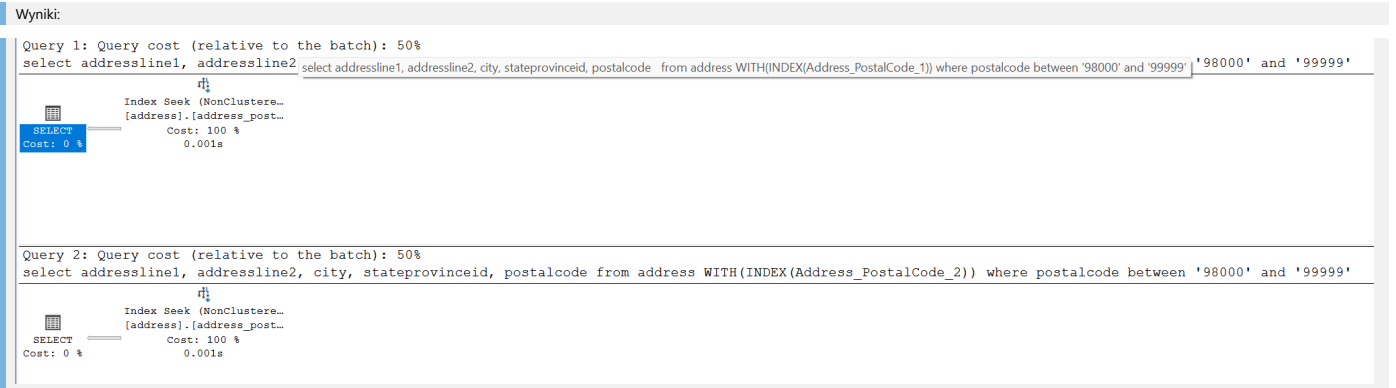 Wyniki:
Query 1: Query cost (relative to the batch): 50%
select addressline1, addressline2 '98000' and '99999'
select addressline1, addressline2, city, stateprovinceid, postalcode from address WITH(INDEX(Address_PostalCode_1)) where postalcode between '98000' and '99999'
Index Seek (NonClustere…
[address].[address_post…
SELECT
Cost: 100 %
Cost: 0 %
0.001s
Query 2: Query cost (relative to the batch): 50%
select addressline1, addressline2, city, stateprovinceid, postalcode from address WITH(INDEX(Address_PostalCode_2)) where postalcode between '98000' and '99999'
Index Seek (NonClustere…
[address].[address_post…
SELECT
Cost: 100 %
Cost: 0 %
0.001s